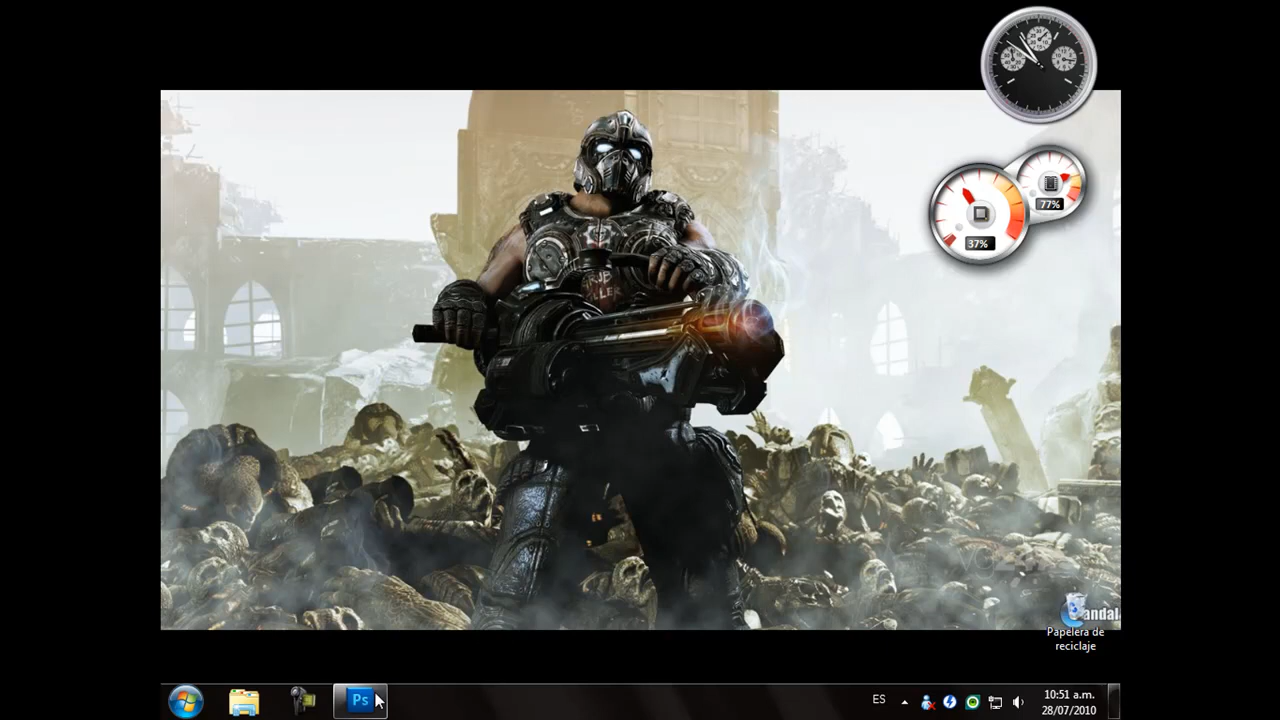 77%
37%
andal
Papelera de
reciclaje
Ps
ES
10:51 a.m.
28/07/2010